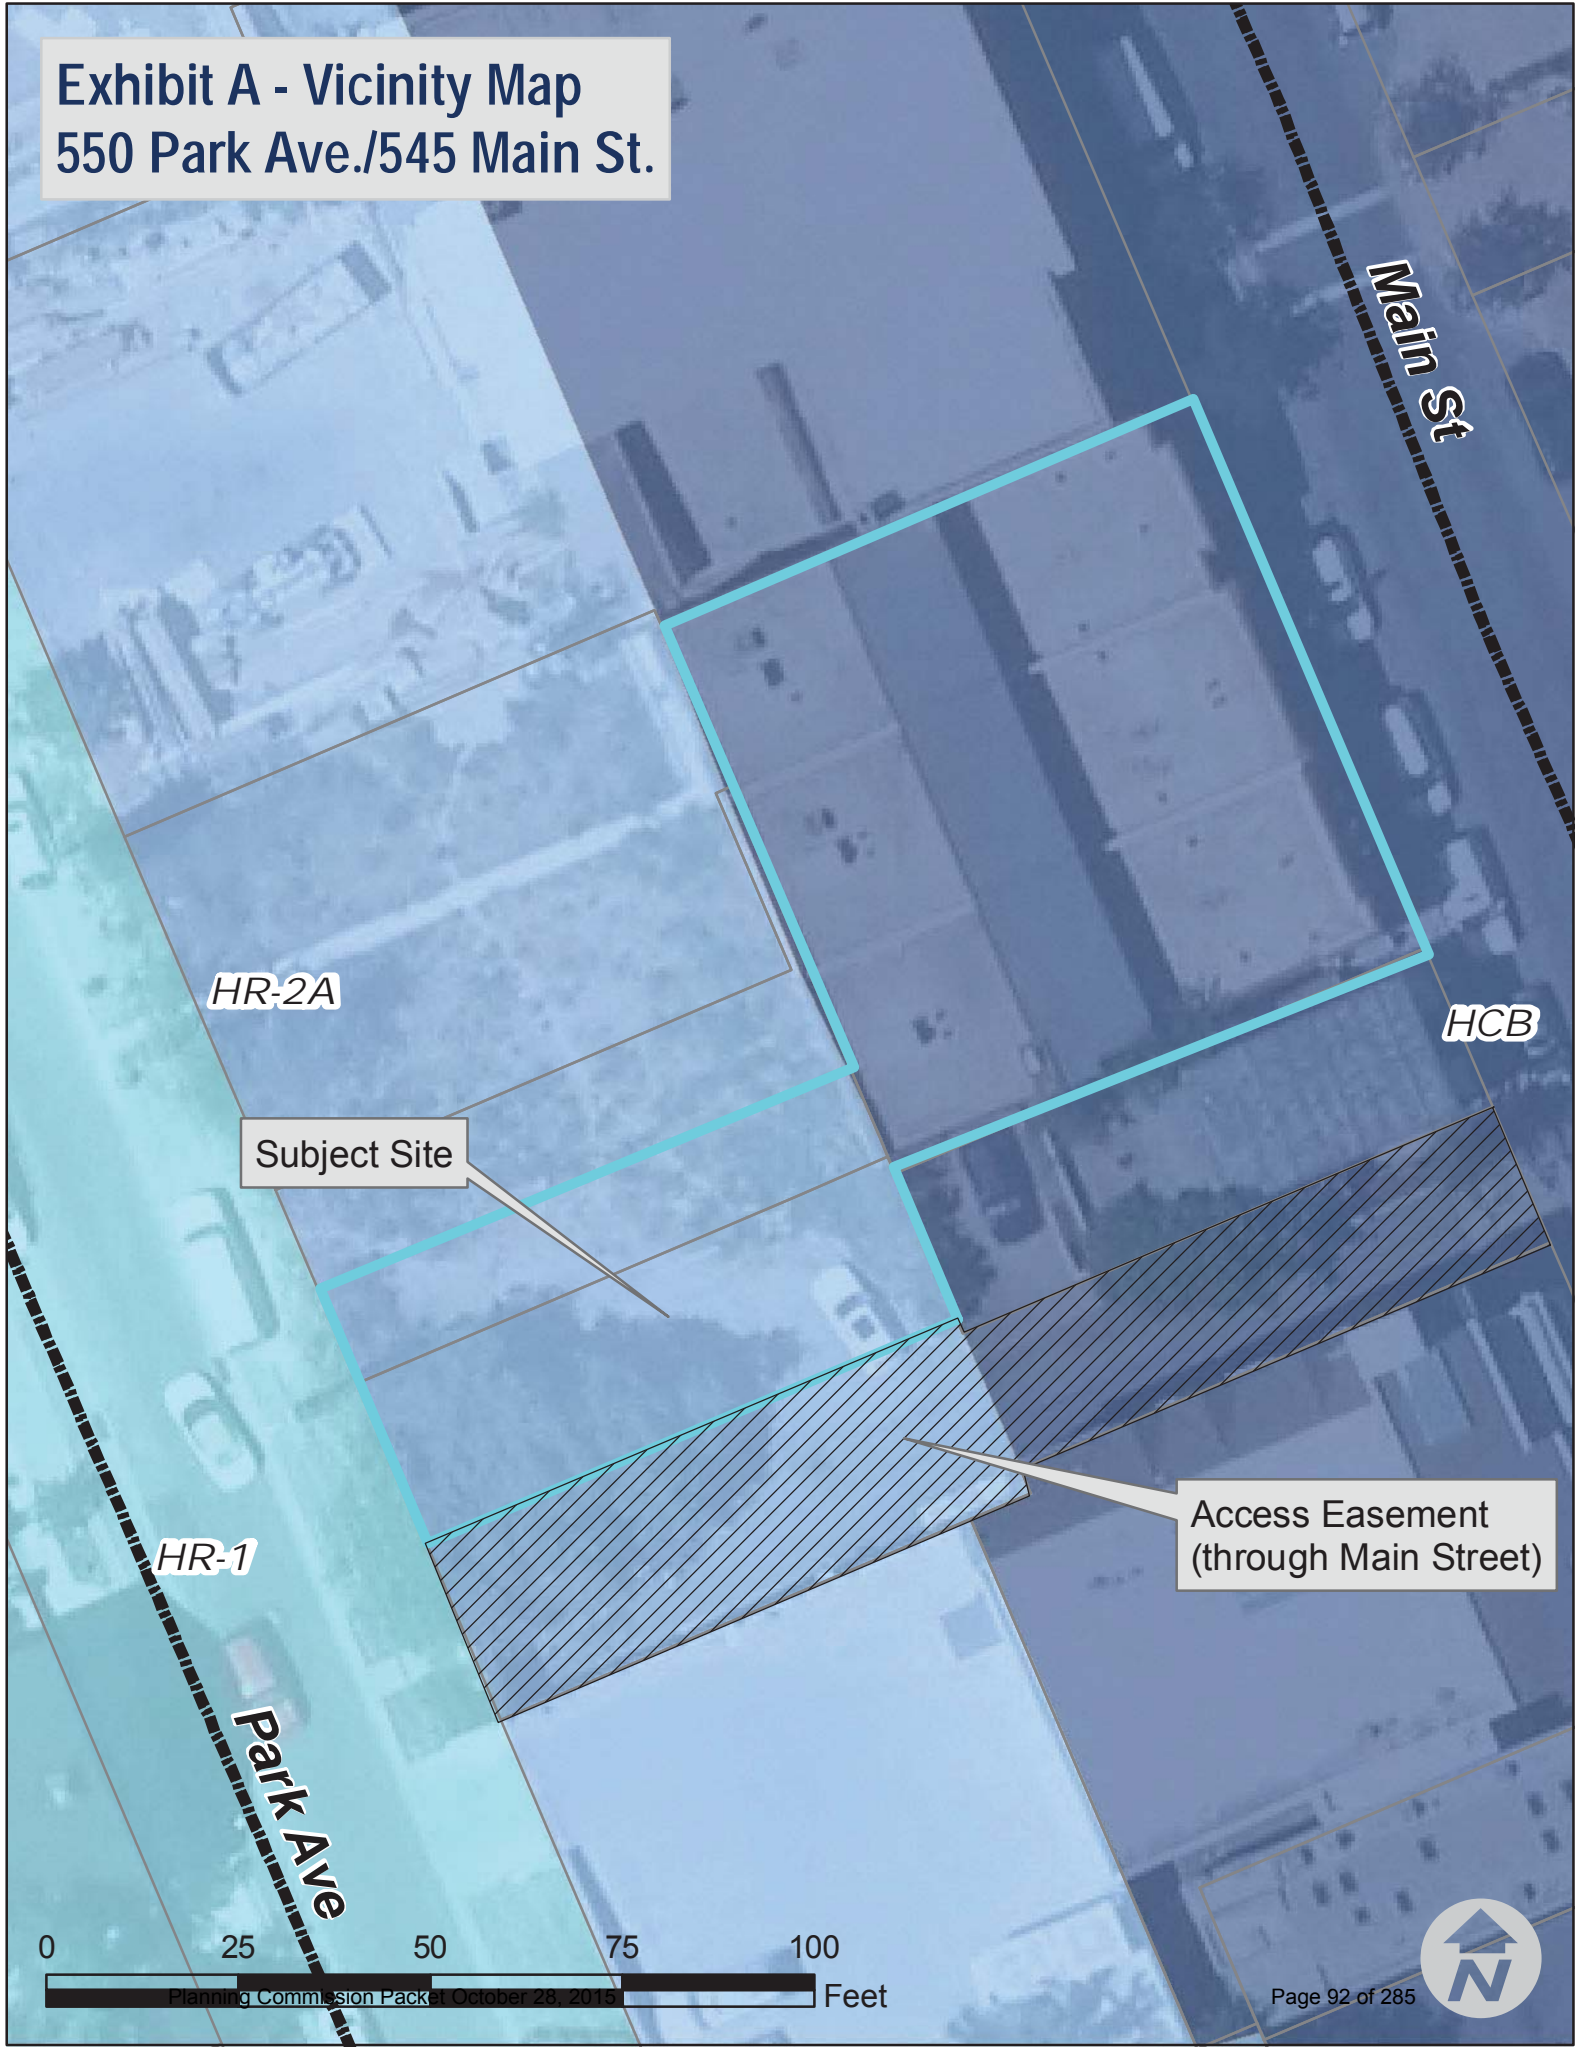 Exhibit A - Vicinity Map
550 Park Ave./545 Main St.
Main St
HR-2A
HCB
Subject Site
Access Easement
(through Main Street)
HR-1
Park Ave
0 25 50 75 100
Feet
Planning Commission Packet October 28, 2015
Page 92 of 285
N